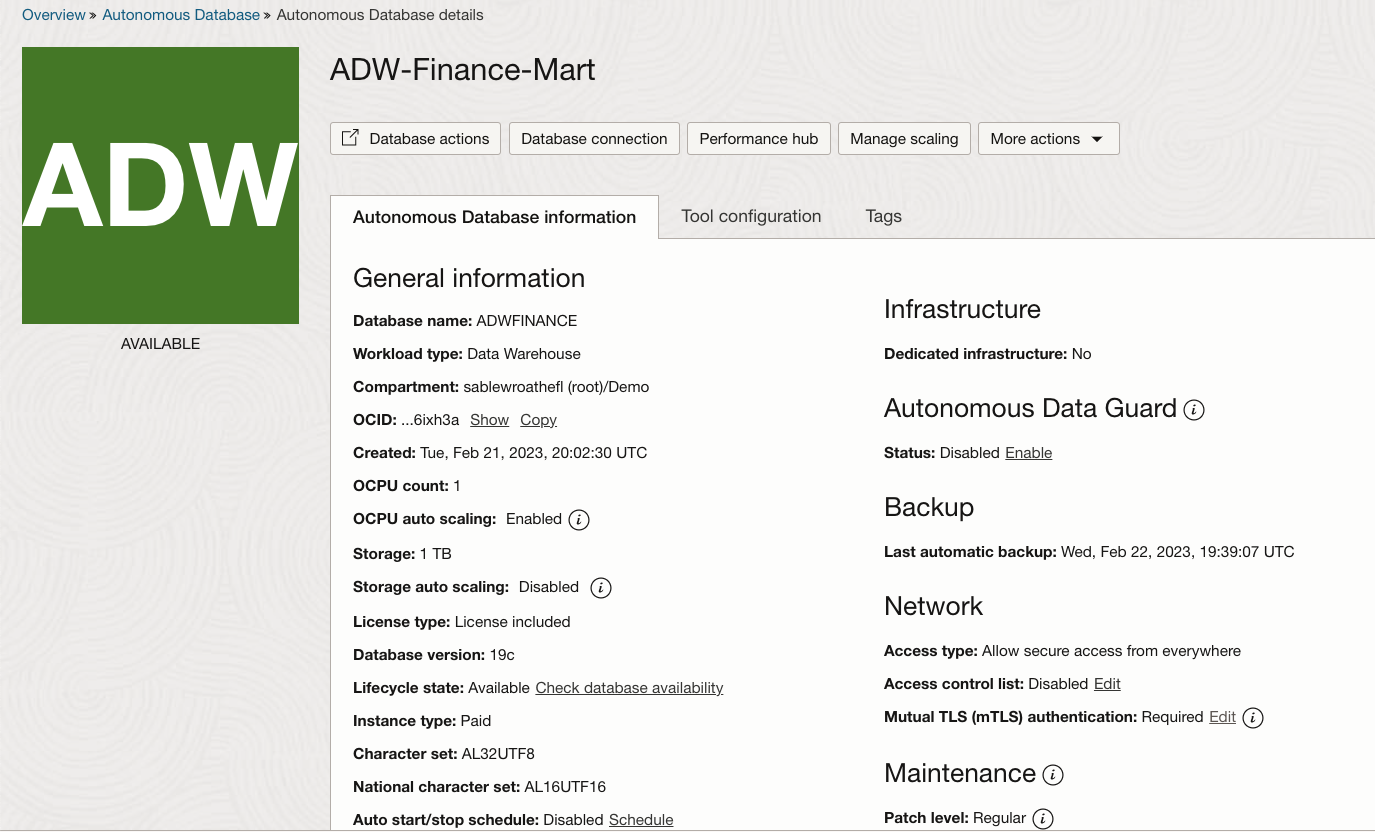 Overview » Autonomous Database » Autonomous Database details
ADW
AVAILABLE
ADW-Finance-Mart
Database actions Database connection Performance hub Manage scaling More actions
Autonomous Database information Tool configuration Tags
General information
Database name: ADWFINANCE
Workload type: Data Warehouse
Compartment: sablewroathefl (root)/Demo
OCID: ...6ixh3a Show Copy
Created: Tue, Feb 21, 2023, 20:02:30 UTC
OCPU count: 1
OCPU auto scaling: Enabled i
Storage: 1 TB
Storage auto scaling: Disabled i
License type: License included
Database version: 19c
Lifecycle state: Available Check database availability
Instance type: Paid
Character set: AL32UTF8
National character set: AL16UTF16
Auto start/stop schedule: Disabled Schedule
Infrastructure
Dedicated infrastructure: No
Autonomous Data Guard i
Status: Disabled Enable
Backup
Last automatic backup: Wed, Feb 22, 2023, 19:39:07 UTC
Network
Access type: Allow secure access from everywhere
Access control list: Disabled Edit
Mutual TLS (mTLS) authentication: Required Edit i
Maintenance i
Patch level: Regular i